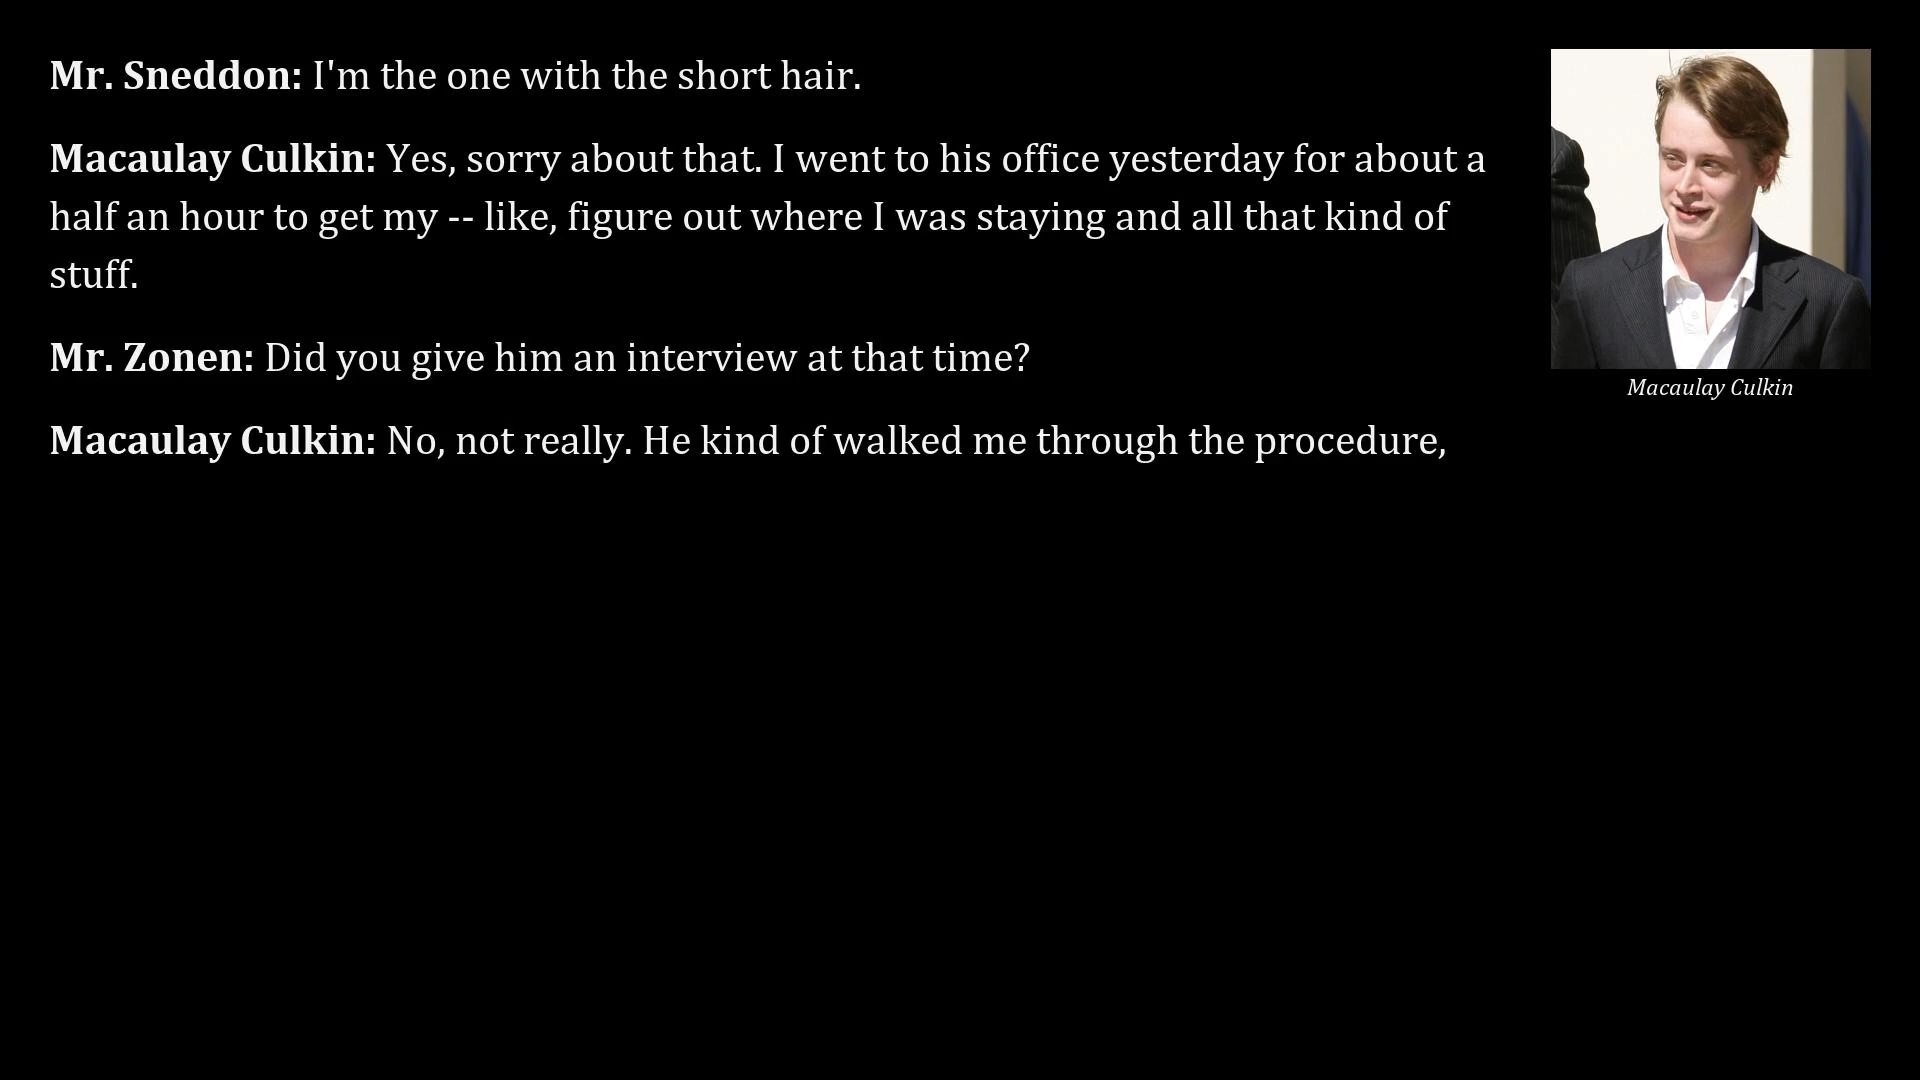 Mr. Sneddon: I'm the one with the short hair.
Macaulay Culkin: Yes, sorry about that. I went to his office yesterday for about a
half an hour to get my -- like, figure out where I was staying and all that kind of
stuff.
Mr. Zonen: Did you give him an interview at that time?
Macaulay Culkin: No, not really. He kind of walked me through the procedure,
Macaulay Culkin